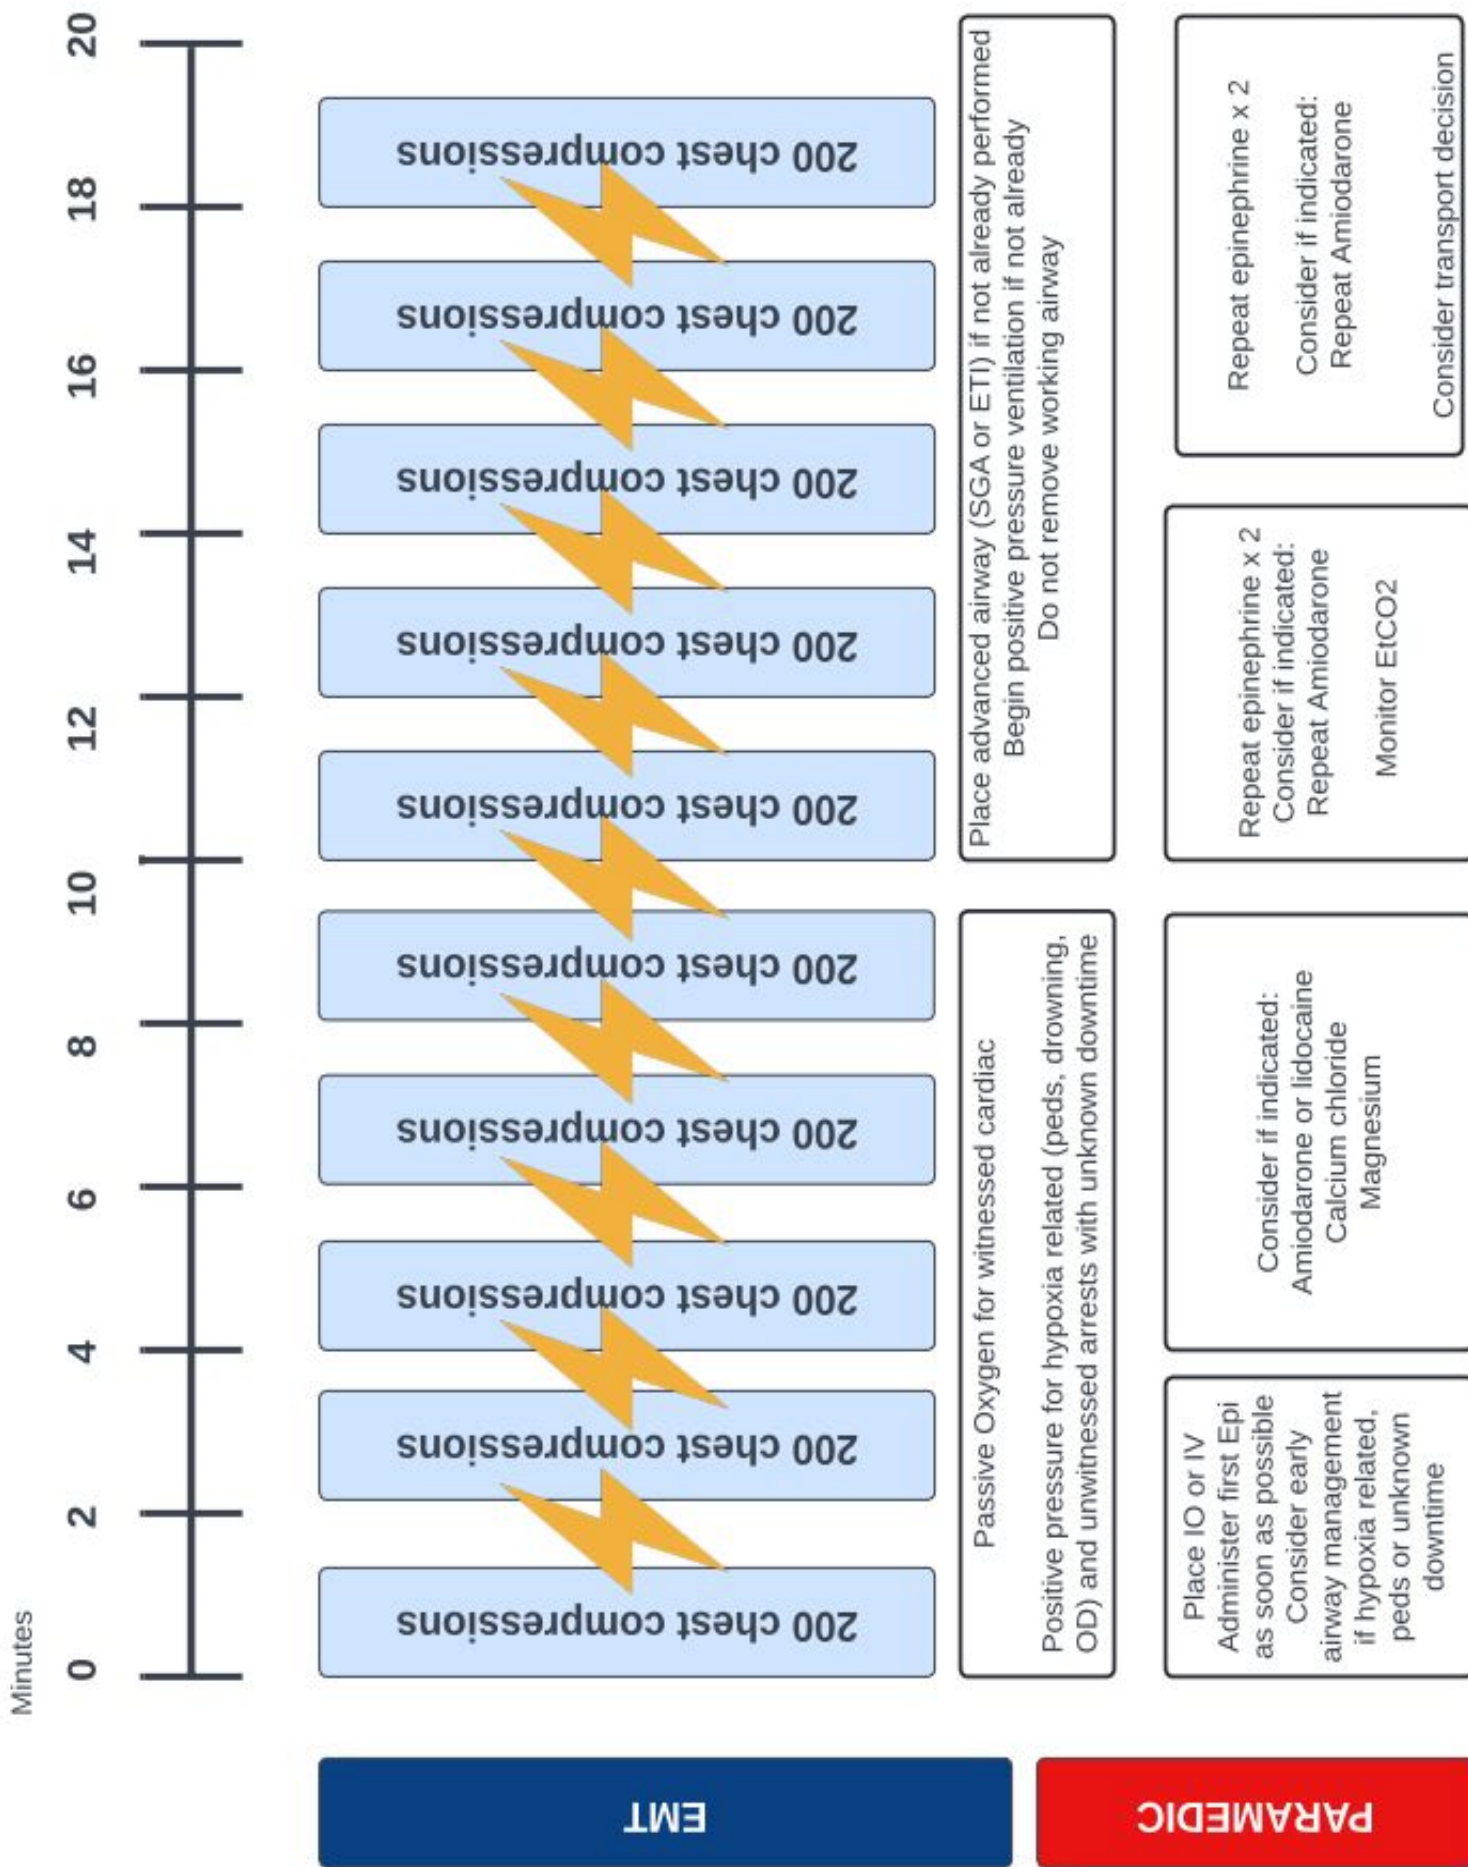 Minutes
0
2
4
6
8
10
12
14
16
18
20
EMT
200 chest compressions
200 chest compressions
200 chest compressions
200 chest compressions
200 chest compressions
200 chest compressions
200 chest compressions
200 chest compressions
200 chest compressions
200 chest compressions
Passive Oxygen for witnessed cardiac
Positive pressure for hypoxia related (peds, drowning,
OD) and unwitnessed arrests with unknown downtime
Place advanced airway (SGA or ETI) if not already performed
Begin positive pressure ventilation if not already
Do not remove working airway
PARAMEDIC
Place IO or IV
Administer first Epi
as soon as possible
Consider early
airway management
if hypoxia related,
peds or unknown
downtime
Consider if indicated:
Amiodarone or lidocaine
Calcium chloride
Magnesium
Repeat epinephrine x 2
Consider if indicated:
Repeat Amiodarone
Monitor EtCO2
Repeat epinephrine x 2
Consider if indicated:
Repeat Amiodarone
Consider transport decision